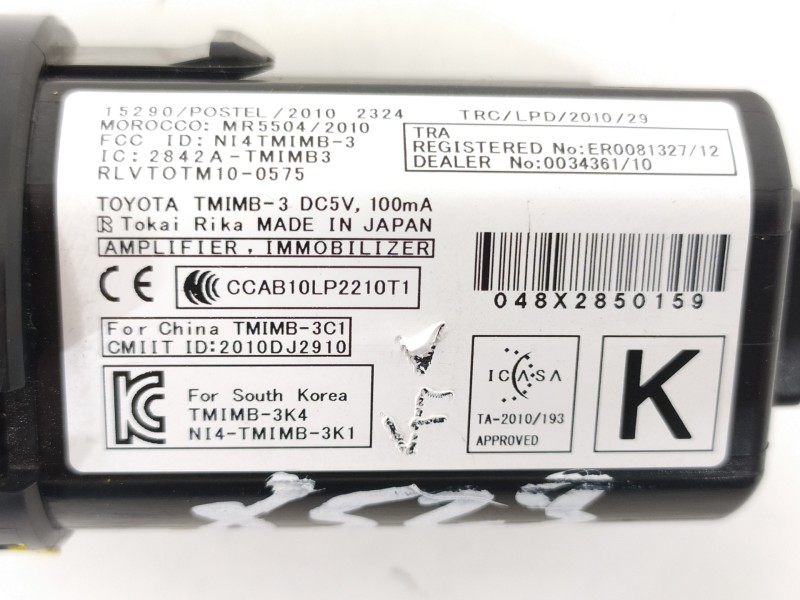 15290/POSTEL/2010 2324
TRC/LPD/2010/29
MOROCCO: MR5504/2010
FCC ID: NI4TMIMB-3
IC: 2842A-TMIMB3
RLVTOTM10-0575
TRA
REGISTERED No:ER0081327/12
DEALER No:0034361/10
TOYOTA TMIMB-3 DC5V, 100mA
R Tokai Rika MADE IN JAPAN
AMPLIFIER, IMMOBILIZER
CE
CCAB10LP2210T1
048X2850159
For China TMIMB-3C1
CMIIT ID:2010DJ2910
For South Korea
TMIMB-3K4
NI4-TMIMB-3K1
ICASA
TA-2010/193
APPROVED
K